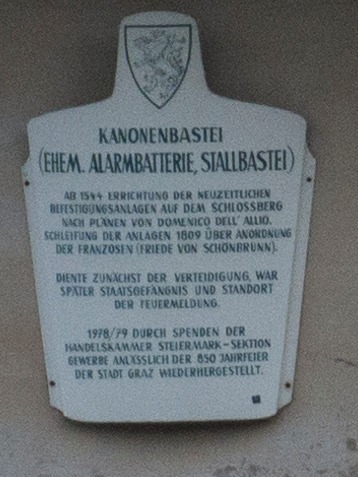 KANONENBASTEI
(EHEM. ALARMBATTERIE, STALLBASTEI)
AB 1544 ERRICHTUNG DER NEUZEITLICHEN
BEFESTIGUNGSANLAGEN AUF DEM SCHLOSSBERG
NACH PLÄNEN VON DOMENICO DELL' ALLIO.
SCHLEIFUNG DER ANLAGEN 1809 ÜBER ANORDNUNG
DER FRANZOSEN (FRIEDE VON SCHÖNBRUNN).
DIENTE ZUNÄCHST DER VERTEIDIGUNG, WAR
SPÄTER STAATSGEFÄNGNIS UND STANDORT
DER FEUERMELDUNG.
1978/79 DURCH SPENDEN DER
HANDELSKAMMER STEIERMARK-SEKTION
GEWERBE ANLÄSSLICH DER 850 JAHRFEIER
DER STADT GRAZ WIEDERHERGESTELLT.